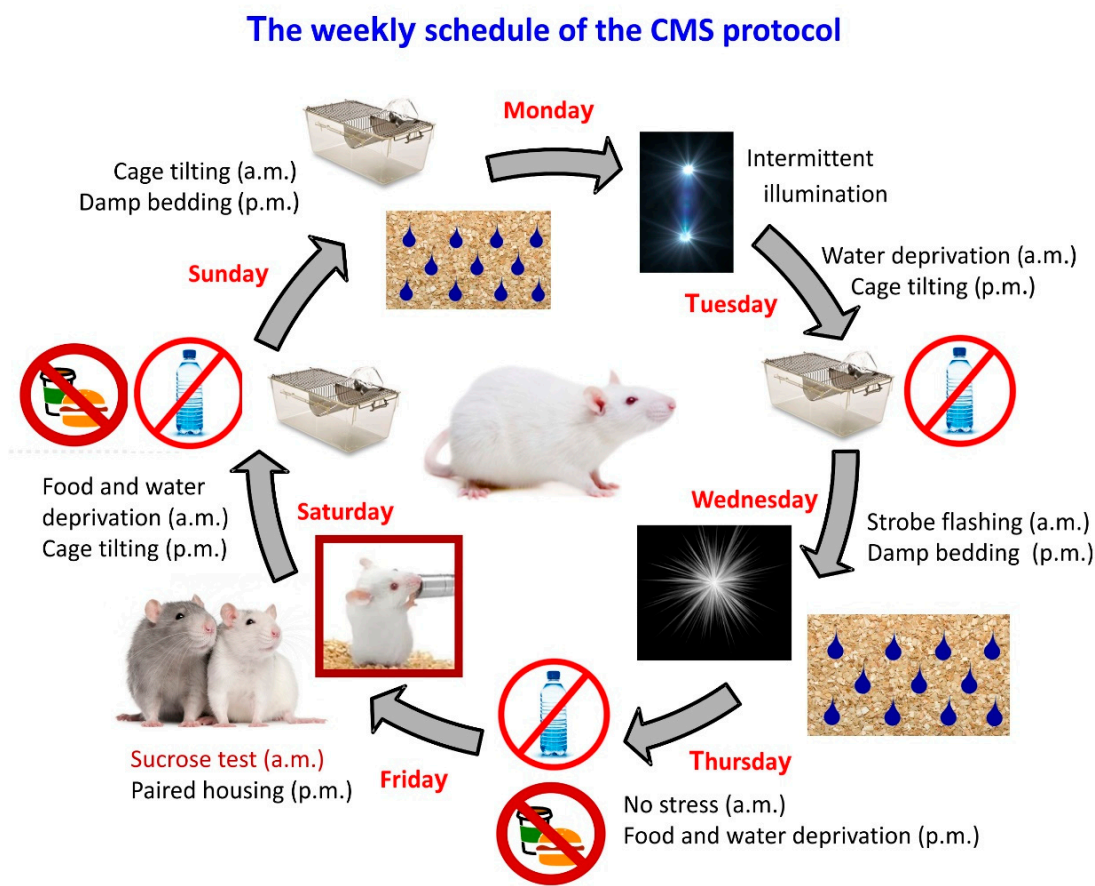 The weekly schedule of the CMS protocol
Monday
Intermittent
illumination
Tuesday
Water deprivation (a.m.)
Cage tilting (p.m.)
Wednesday
Strobe flashing (a.m.)
Damp bedding (p.m.)
Thursday
No stress (a.m.)
Food and water deprivation (p.m.)
Friday
Sucrose test (a.m.)
Paired housing (p.m.)
Saturday
Food and water
deprivation (a.m.)
Cage tilting (p.m.)
Sunday
Cage tilting (a.m.)
Damp bedding (p.m.)